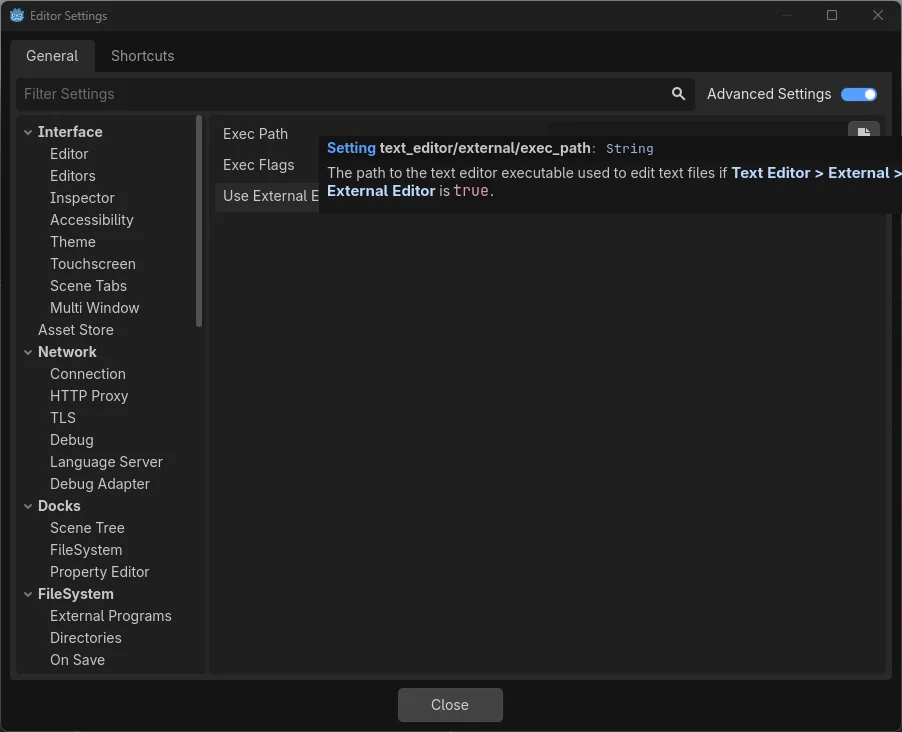 Editor Settings
General
Shortcuts
Filter Settings
Advanced Settings
Interface
Editor
Editors
Inspector
Accessibility
Theme
Touchscreen
Scene Tabs
Multi Window
Asset Store
Network
Connection
HTTP Proxy
TLS
Debug
Language Server
Debug Adapter
Docks
Scene Tree
FileSystem
Property Editor
FileSystem
External Programs
Directories
On Save
Exec Path
Exec Flags
Use External E
Setting text_editor/external/exec_path: String
The path to the text editor executable used to edit text files if Text Editor > External >
External Editor is true.
Close